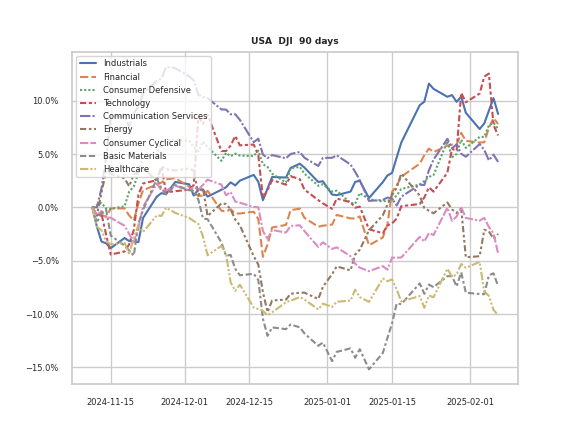 USA DJI 90 days
Industrials
Financial
Consumer Defensive
Technology
Communication Services
Energy
Consumer Cyclical
Basic Materials
Healthcare
10.0%
5.0%
0.0%
−5.0%
−10.0%
−15.0%
2024-11-15
2024-12-01
2024-12-15
2025-01-01
2025-01-15
2025-02-01